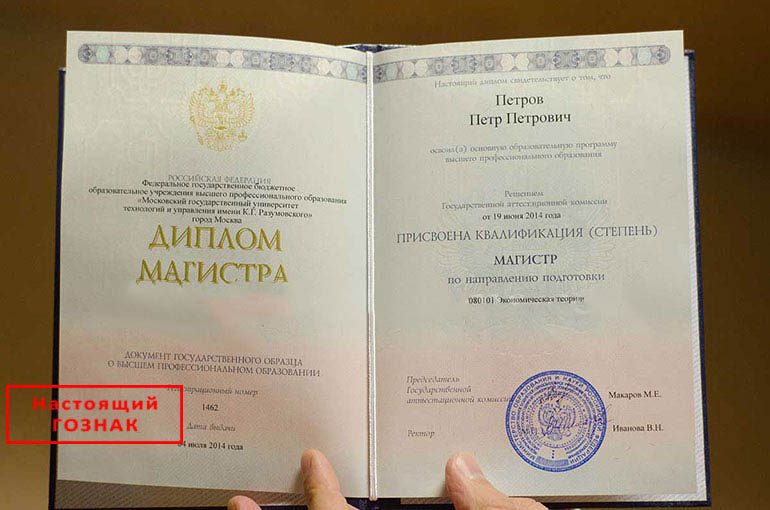 РОССИЙСКАЯ ФЕДЕРАЦИЯ
Федеральное государственное бюджетное
образовательное учреждения высшего профессионального образования
«Московский государственный университет
технологий и управления имени К.Г. Разумовского»
город Москва
ДИПЛОМ
МАГИСТРА
ДОКУМЕНТ ГОСУДАРСТВЕННОГО ОБРАЗЦА
О ВЫСШЕМ ПРОФЕССИОНАЛЬНОМ ОБРАЗОВАНИИ
Регистрационный номер
1462
Дата выдачи
04 июля 2014 года
Настоящий
ГОЗНАК
Настоящий диплом свидетельствует о том, что
Петров
Петр Петрович
освоил(а) основную образовательную программу
высшего профессионального образования
Решением
Государственной аттестационной комиссии
от 19 июня 2014 года
ПРИСВОЕНА КВАЛИФИКАЦИЯ (СТЕПЕНЬ)
МАГИСТР
по направлению подготовки
080101 Экономическая теория
Председатель
Государственной
аттестационной комиссии
Макаров М.Е.
Ректор
Иванова В.Н.